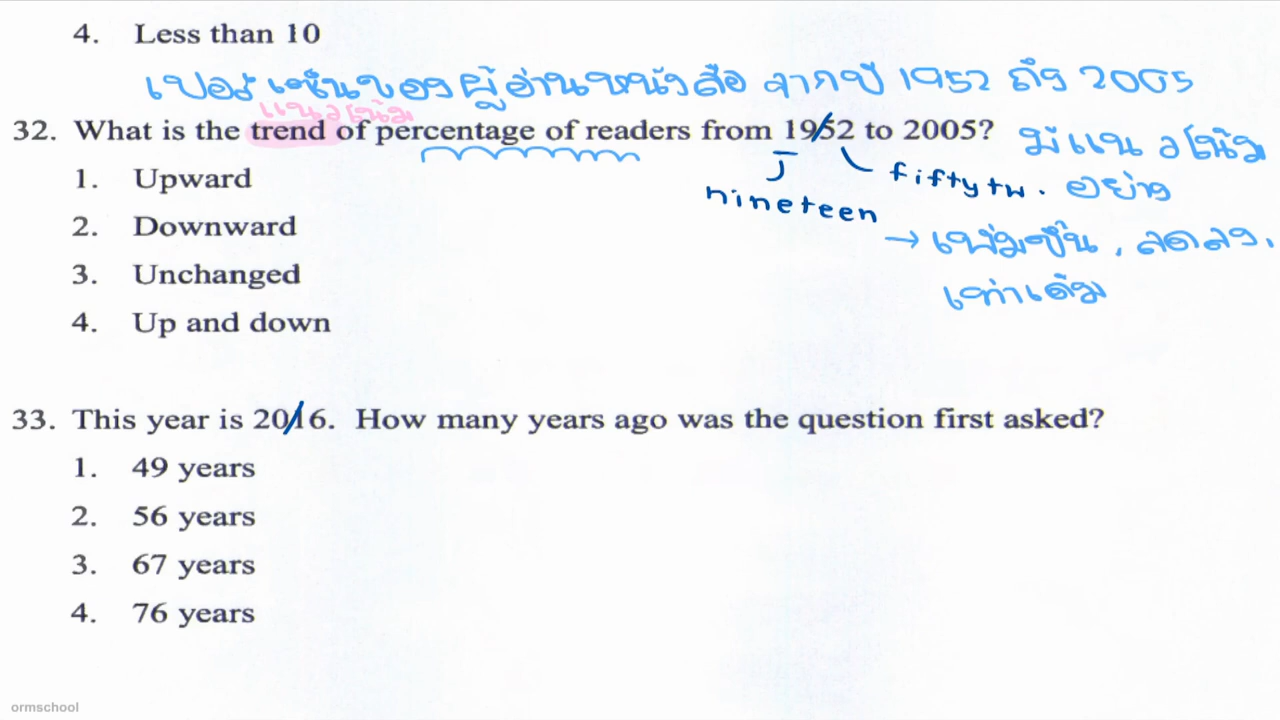 4. Less than 10
เปอร์เซ็นของผู้อ่านหนังสือ จากปี 1952 ถึง 2005
แนวโน้ม
32. What is the trend of percentage of readers from 1952 to 2005? มีแนวโน้ม
1. Upward
fifty tw. อย่าง
nineteen
2. Downward
→ เพิ่มขึ้น, ลดลง,
3. Unchanged
เท่าเดิม
4. Up and down
33. This year is 2016. How many years ago was the question first asked?
1. 49 years
2. 56 years
3. 67 years
4. 76 years
ormschool